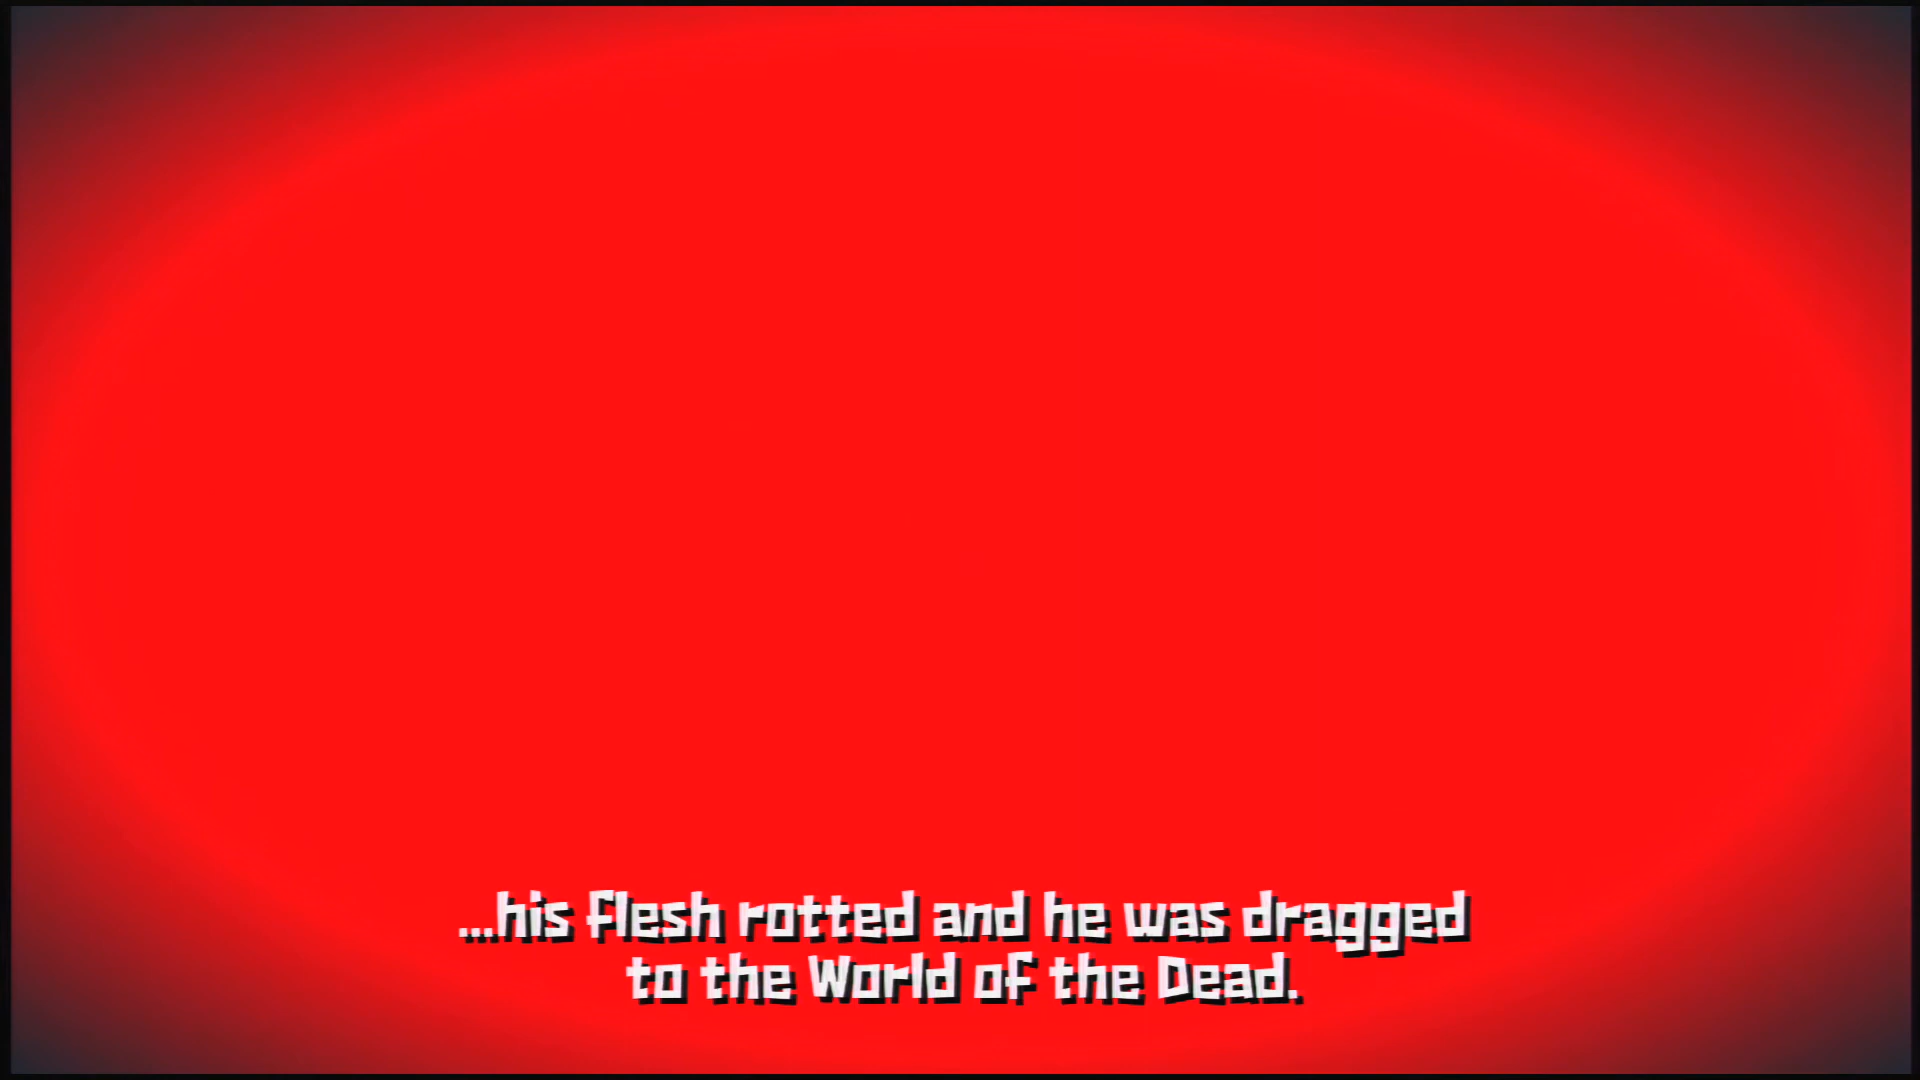 ...his flesh rotted and he was dragged
to the World of the Dead.